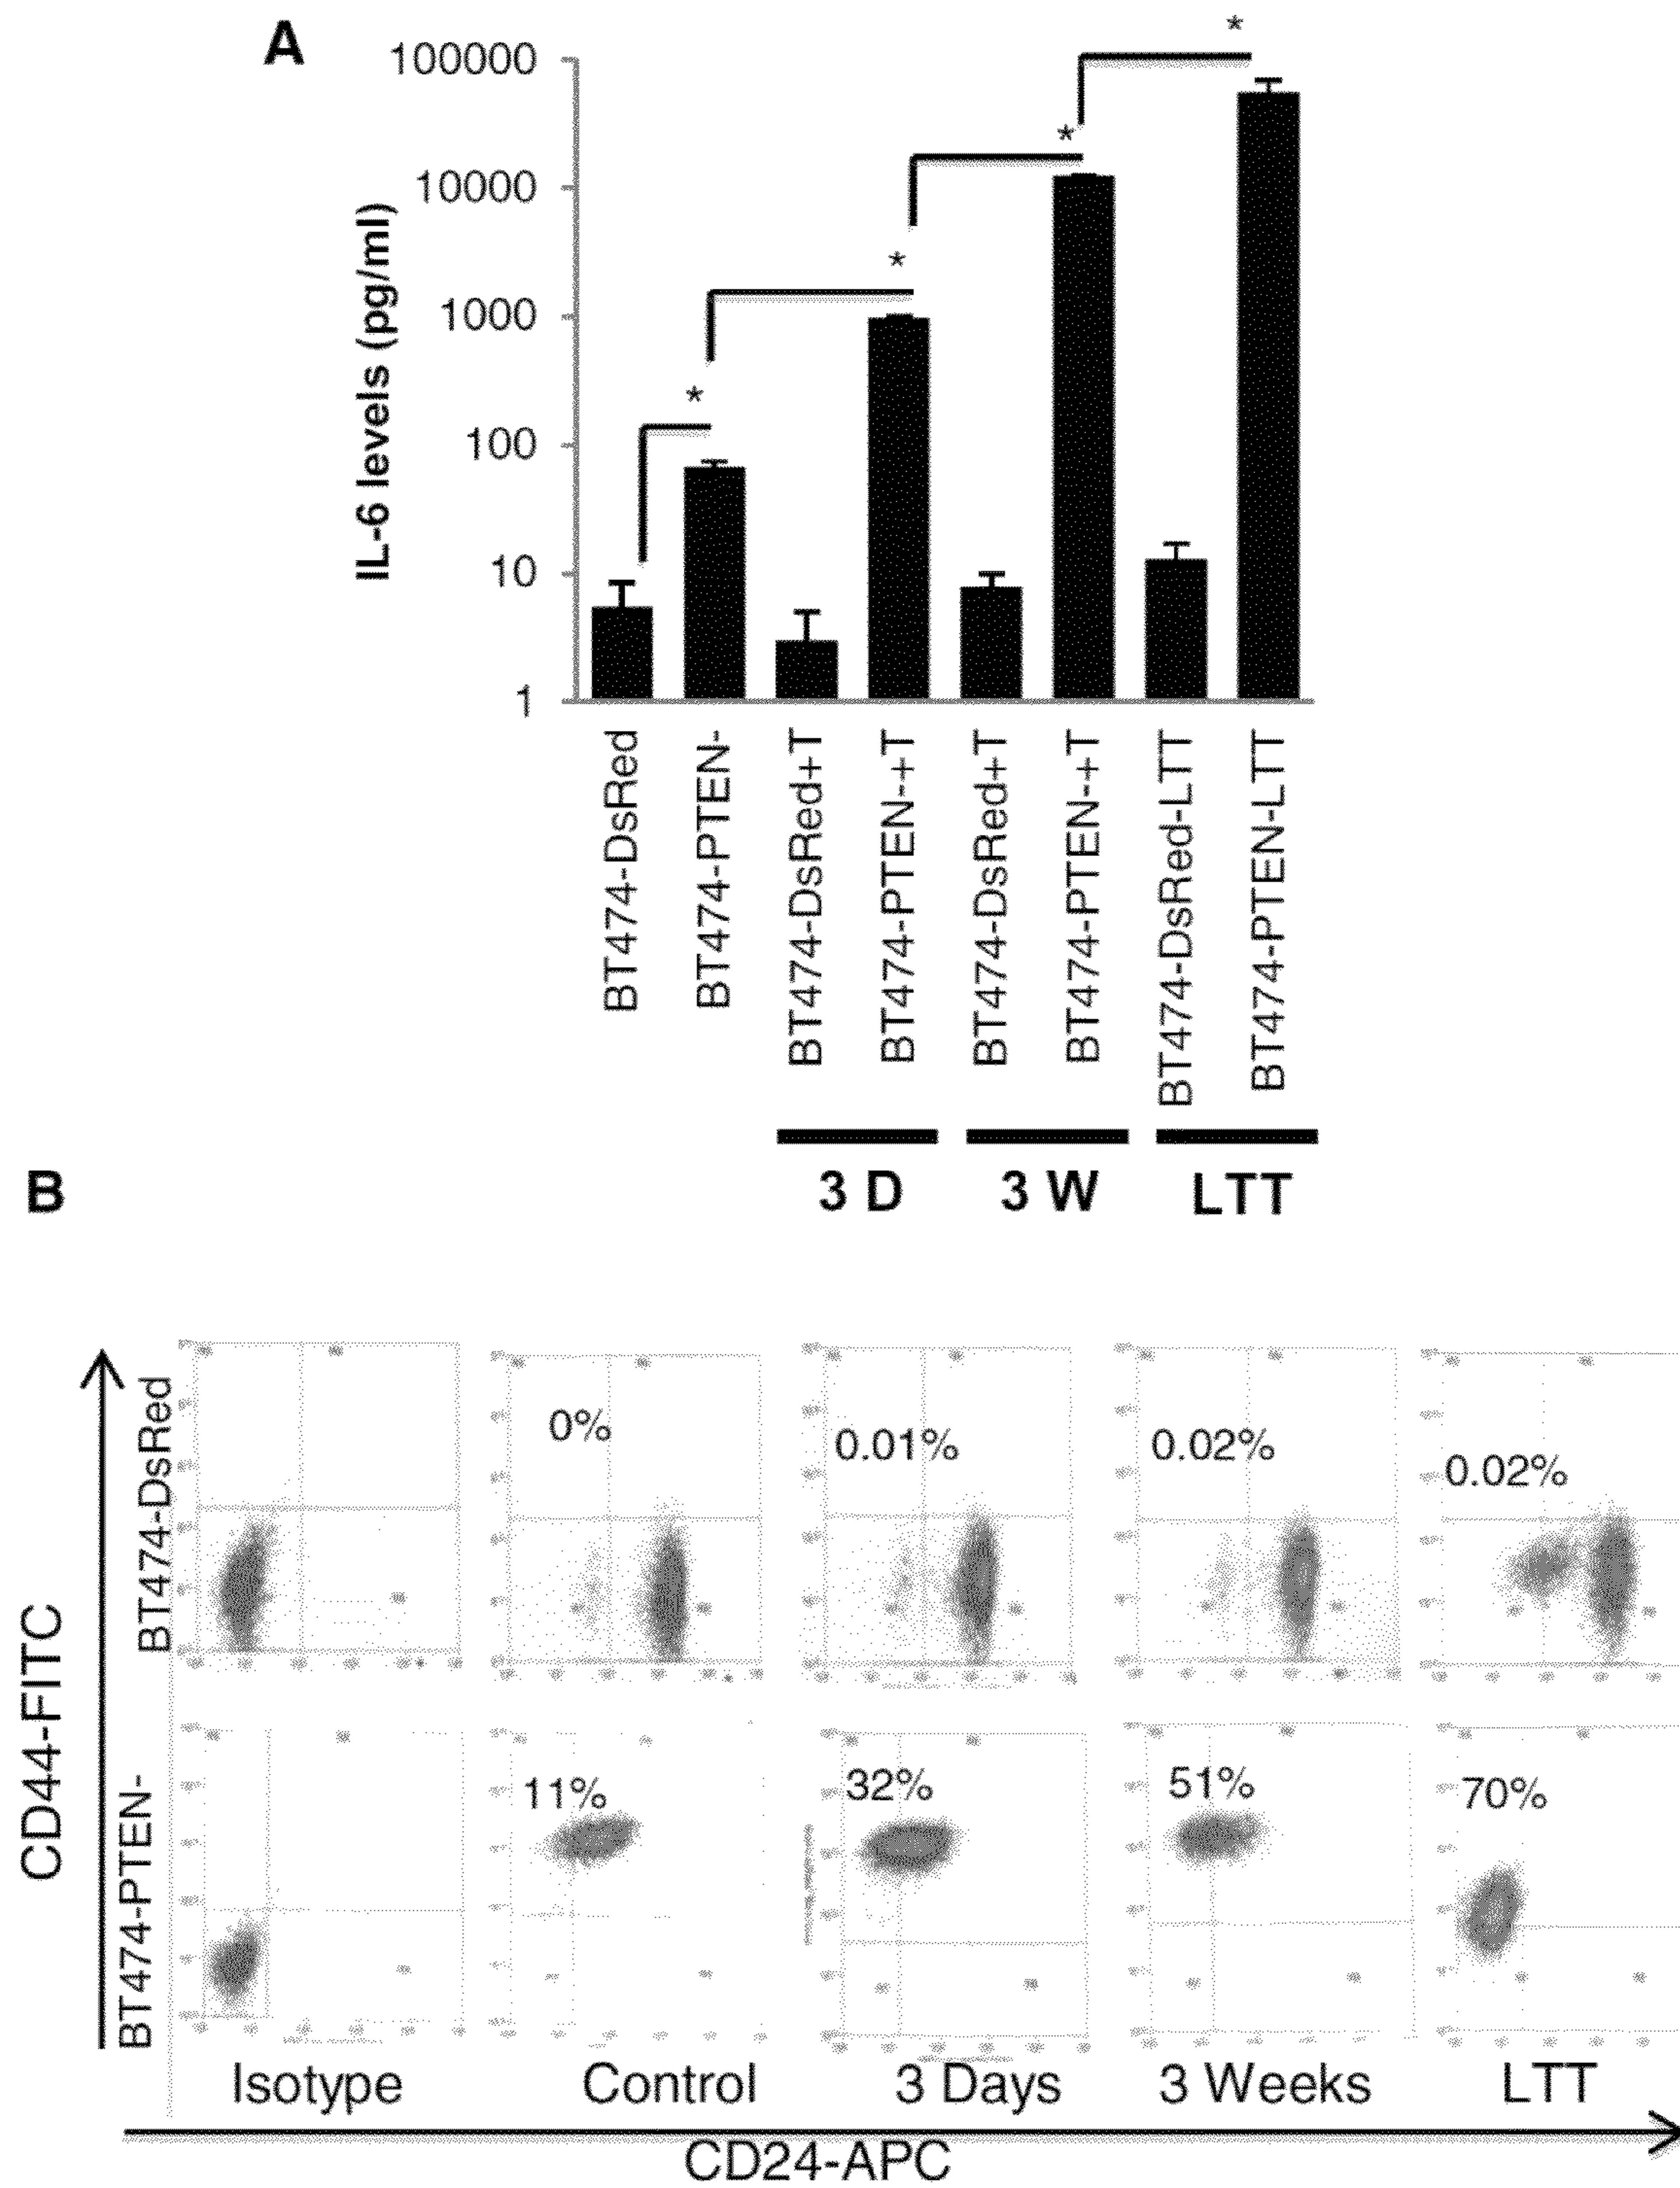 A
100000
10000
1000
100
10
1
IL-6 levels (pg/ml)
*
*
*
*
BT474-DsRed
BT474-PTEN-
BT474-DsRed+T
BT474-PTEN-+T
BT474-DsRed+T
BT474-PTEN-+T
BT474-DsRed-LTT
BT474-PTEN-LTT
3 D
3 W
LTT
B
CD44-FITC
BT474-DsRed
0%
0.01%
0.02%
0.02%
BT474-PTEN-
11%
32%
51%
70%
Isotype
Control
3 Days
3 Weeks
LTT
CD24-APC